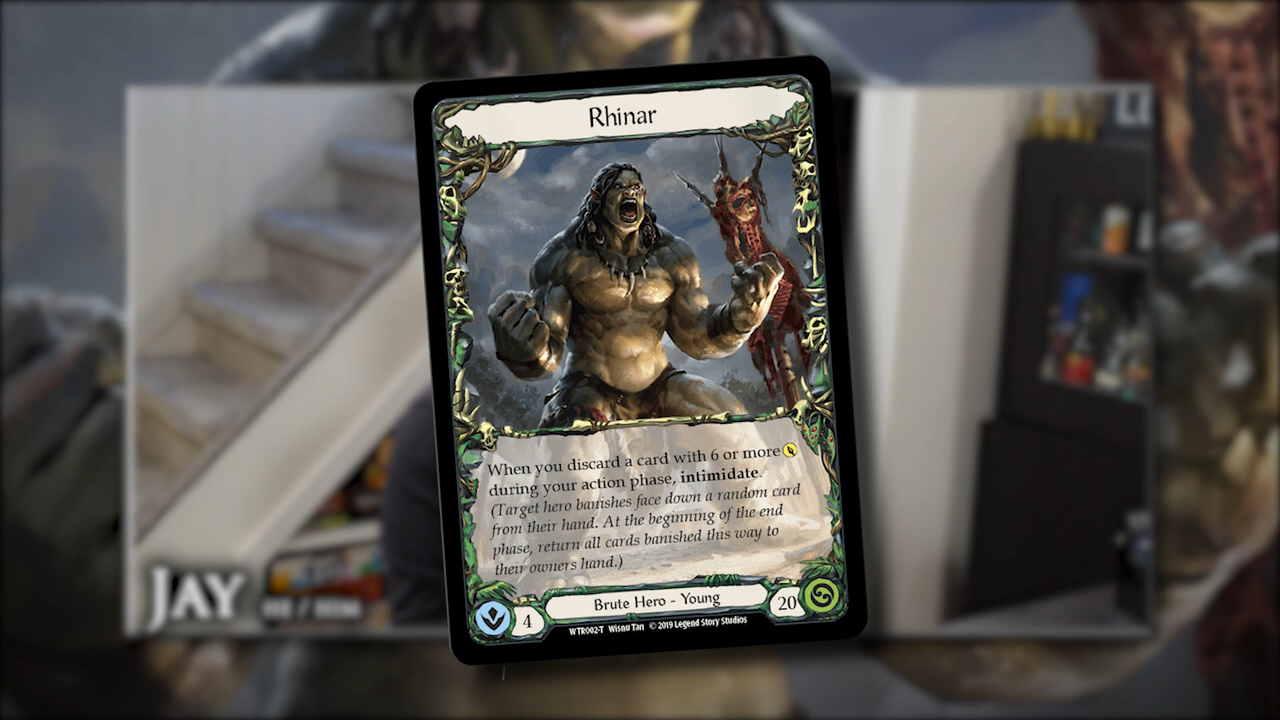 Rhinar
When you discard a card with 6 or more
during your action phase, intimidate.
(Target hero banishes face down a random card
from their hand. At the beginning of the end
phase, return all cards banished this way to
their owners hand.)
Brute Hero - Young
4
20
WTR002-T Wisnu Tan © 2019 Legend Story Studios
JAY